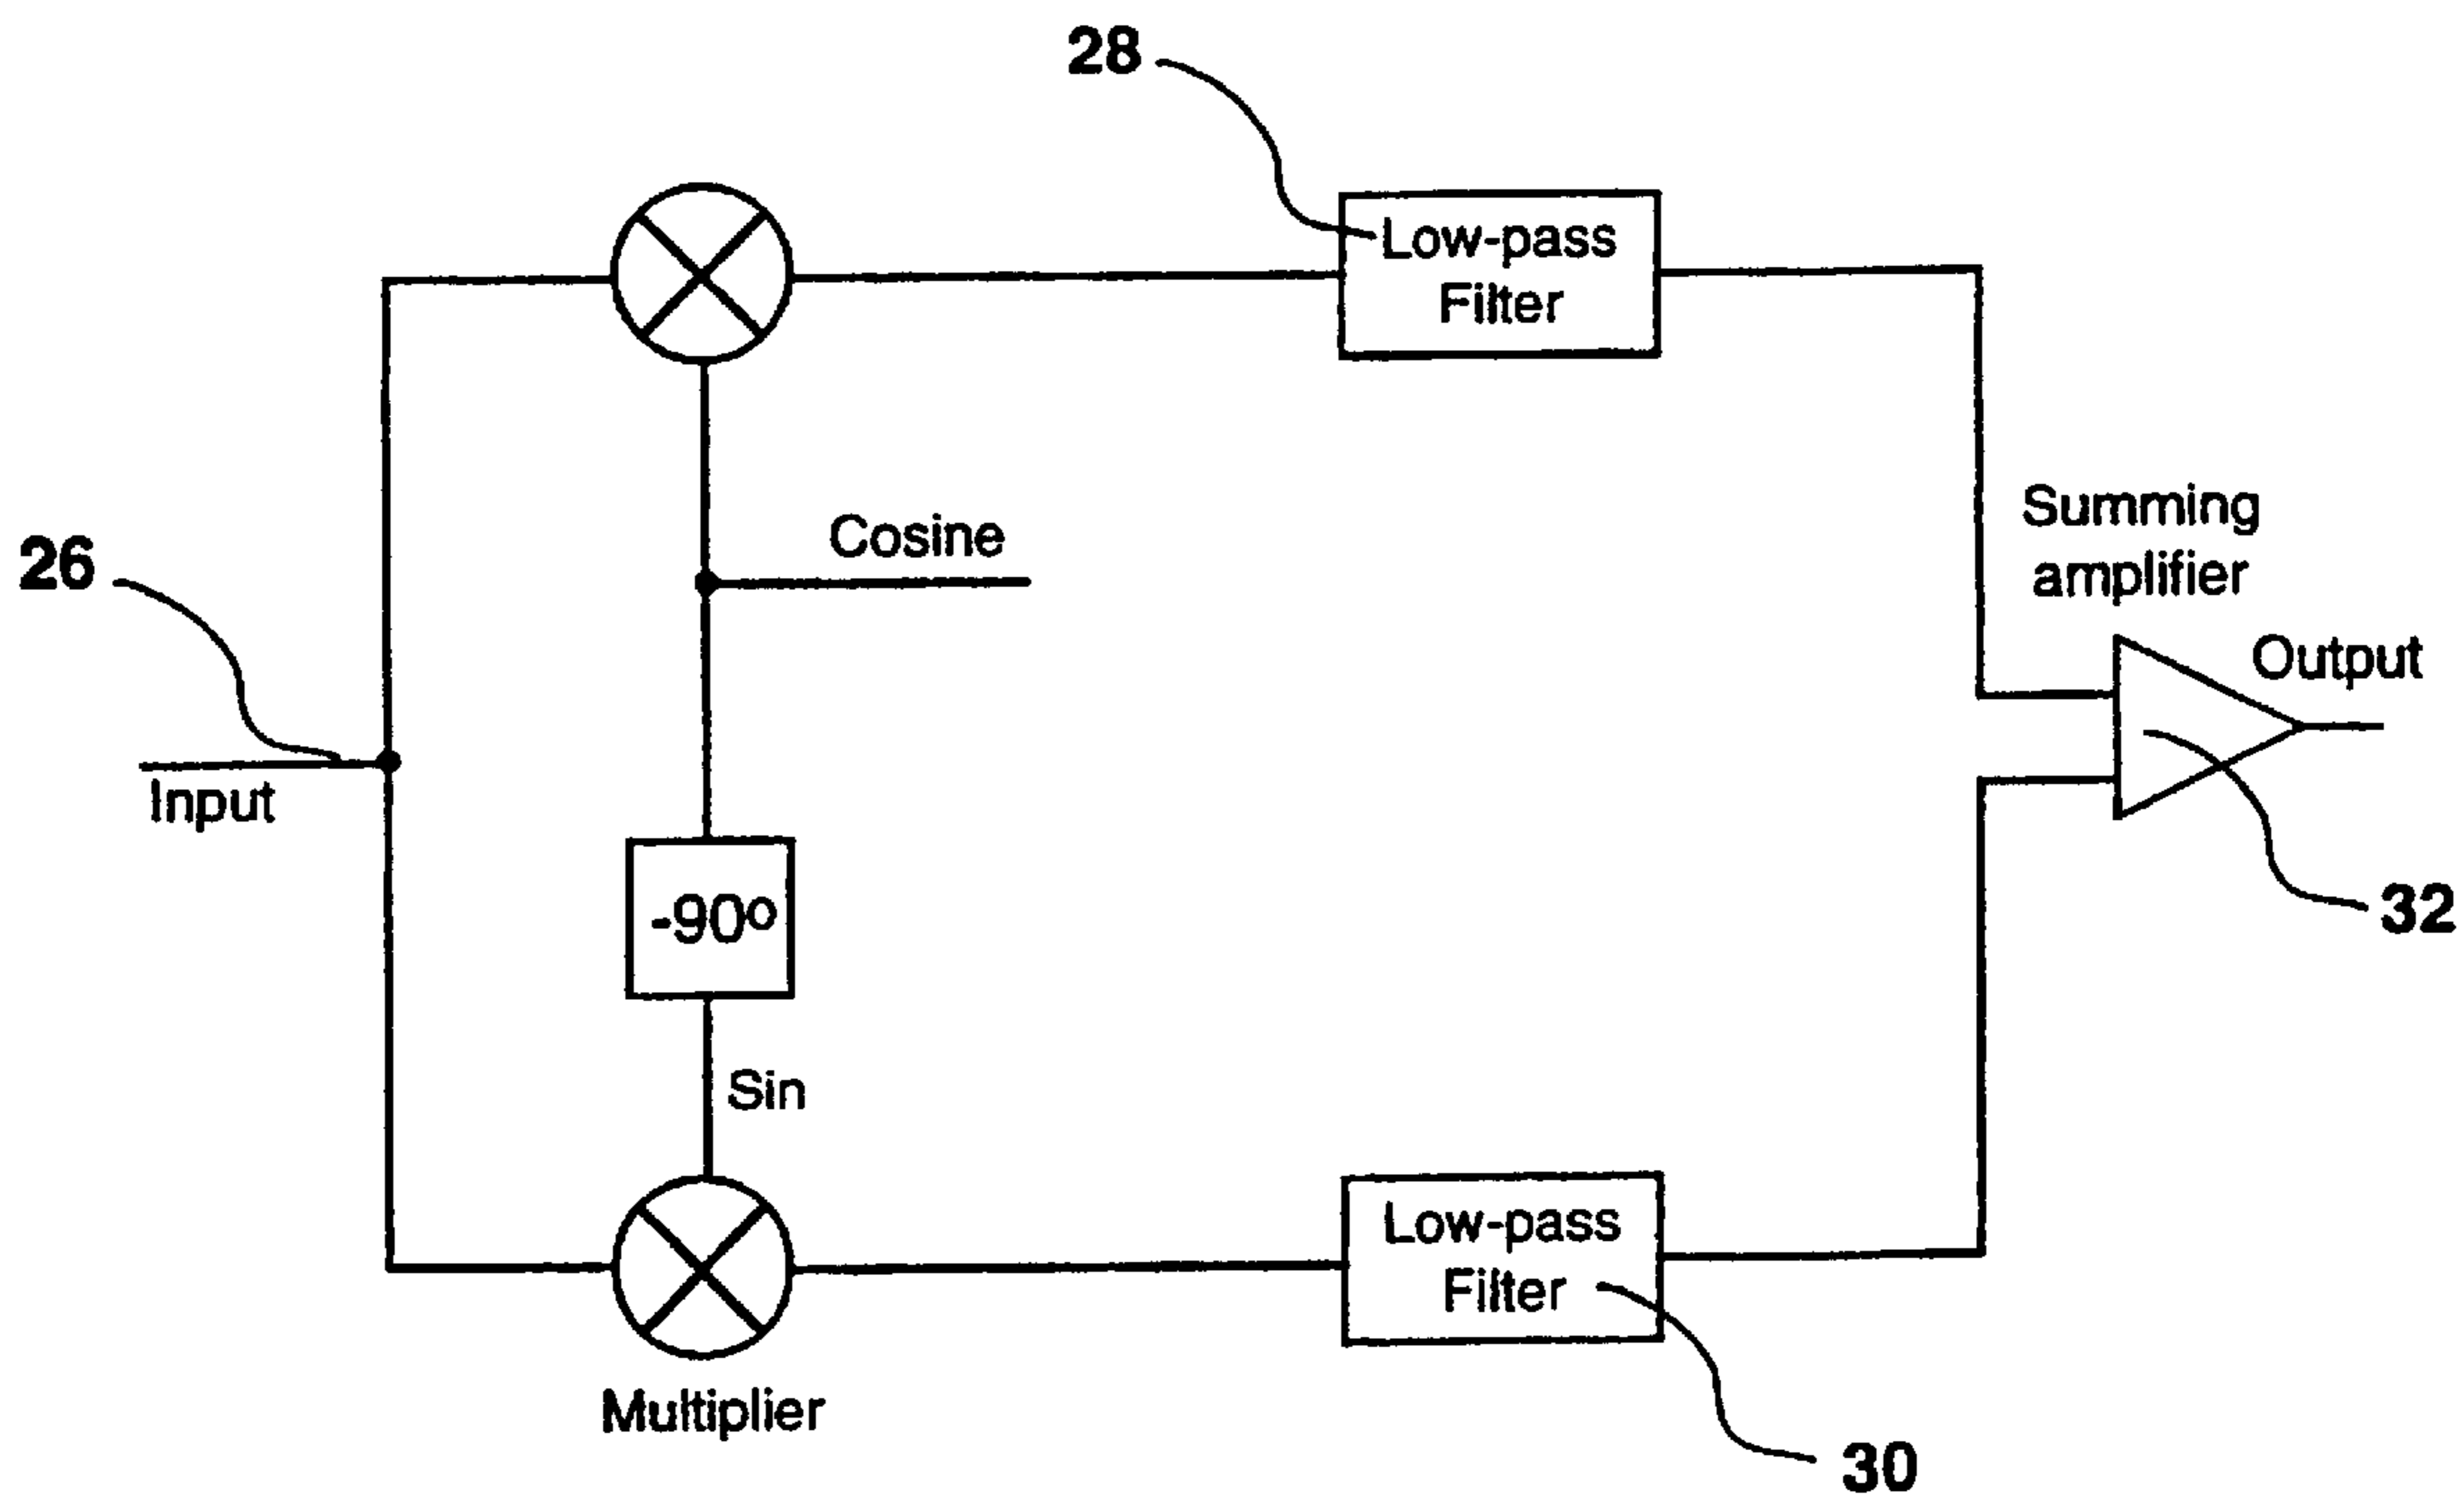 28
Low-pass
Filter
Cosine
Summing
amplifier
26
Output
Input
-90º
32
Sin
Low-pass
Filter
Multiplier
30